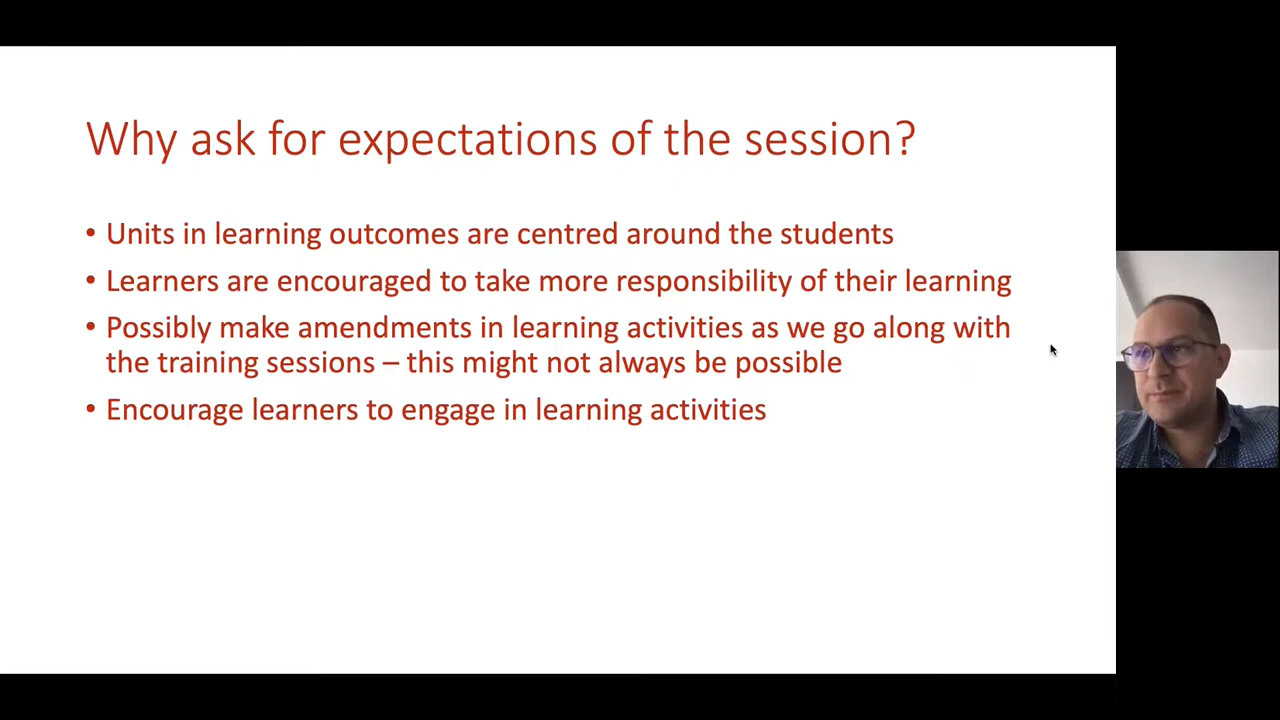 Why ask for expectations of the session?
• Units in learning outcomes are centred around the students
• Learners are encouraged to take more responsibility of their learning
• Possibly make amendments in learning activities as we go along with
the training sessions – this might not always be possible
• Encourage learners to engage in learning activities